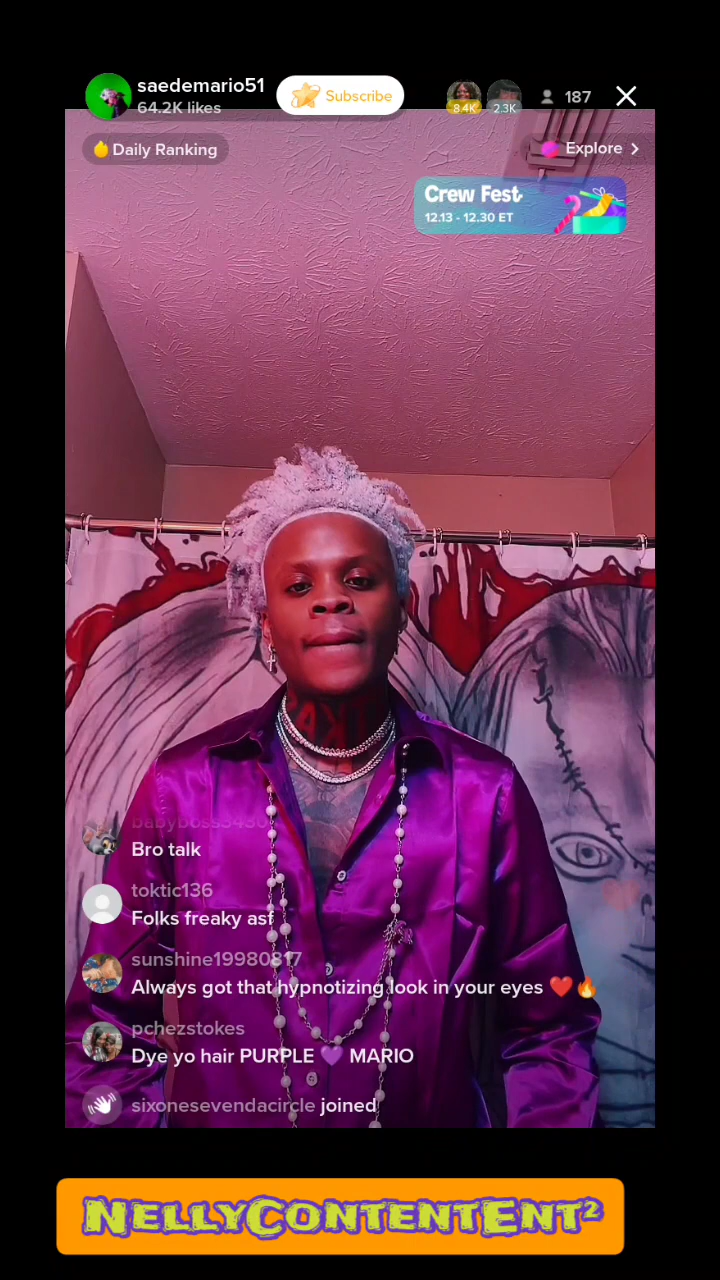 saedemario51
64.2K likes
Subscribe
8.4K
2.3K
187
Daily Ranking
Explore
Crew Fest
12.13 - 12.30 ET
babyboss5430
Bro talk
toktic136
Folks freaky asf
sunshine19980817
Always got that hypnotizing look in your eyes ❤️🔥
pchezstokes
Dye yo hair PURPLE 💜 MARIO
sixonesevendacircle joined
NELLYCONTENTENT²